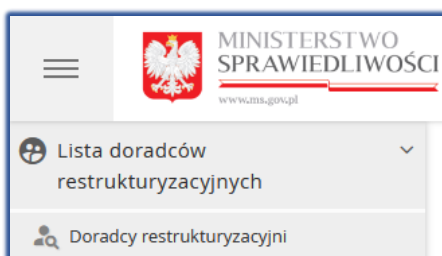 MINISTERSTWO
SPRAWIEDLIWOŚCI
www.ms.gov.pl
Lista doradców
restrukturyzacyjnych
Doradcy restrukturyzacyjni